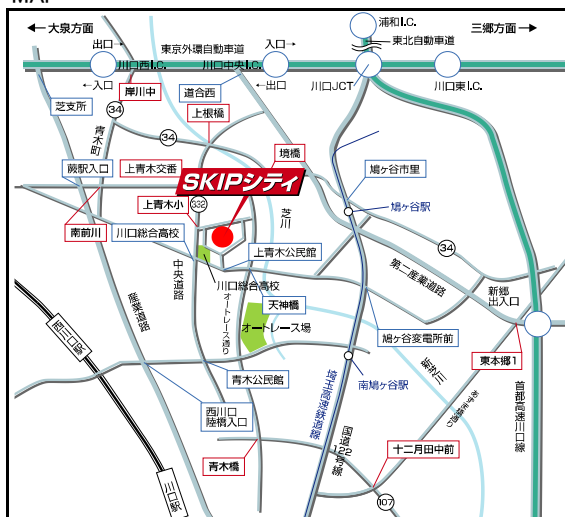 MAP
← 大泉方面
浦和I.C.
東北自動車道
三郷方面 →
出口→
東京外環自動車道
入口→
川口西I.C.
川口中央I.C.
川口JCT
川口東I.C.
←入口
←出口
芝支所
岸川中
道合西
34
上根橋
青木町
34
境橋
蕨駅入口
上青木交番
鳩ヶ谷市里
SKIPシティ
332
上青木小
芝川
鳩ヶ谷駅
南前川
川口総合高校
34
上青木公民館
第二産業道路
新郷
出入口
中央道路
川口総合高校
オートレース通り
天神橋
産業道路
オートレース場
鳩ヶ谷変電所前
西川口駅
新芝川
東本郷1
青木公民館
南鳩ヶ谷駅
埼玉高速鉄道線
首都高速川口線
西川口
陸橋入口
国道122号線
青木橋
十二月田中前
川口駅
107